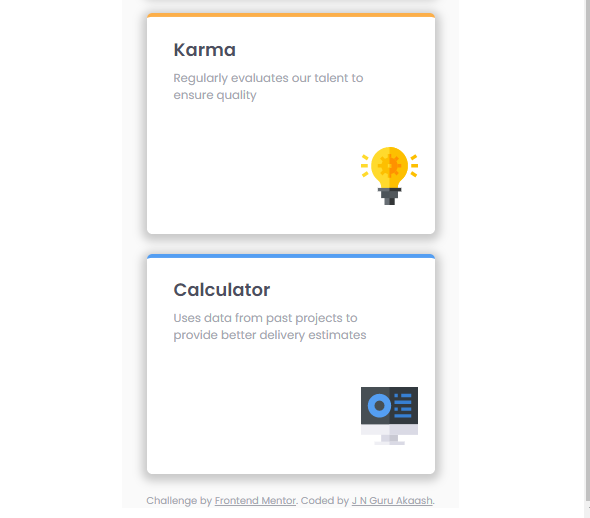 Karma
Regularly evaluates our talent to
ensure quality
Calculator
Uses data from past projects to
provide better delivery estimates
Challenge by Frontend Mentor. Coded by J N Guru Akaash.